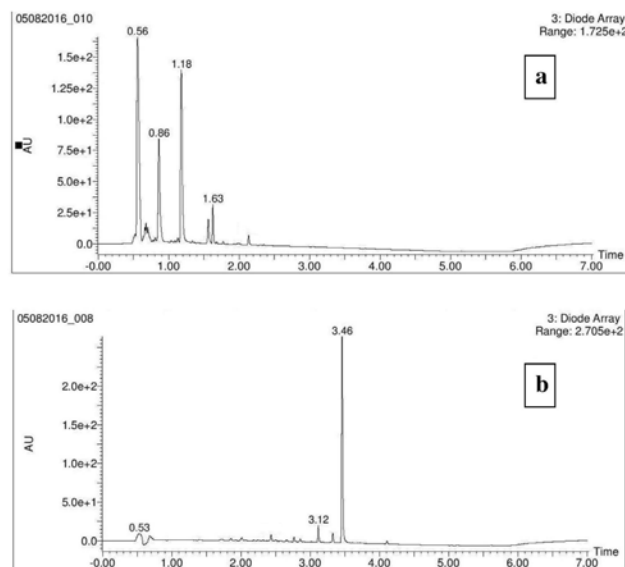 05082016_010
3: Diode Array
Range: 1.725e+2
0.56
1.5e+2
1.18
a
1.25e+2
1.0e+2
AU
0.86
7.5e+1
5.0e+1
1.63
2.5e+1
0.0
Time
-0.00 1.00 2.00 3.00 4.00 5.00 6.00 7.00
05082016_008
3: Diode Array
Range: 2.705e+2
3.46
2.0e+2
b
1.5e+2
AU
1.0e+2
5.0e+1
3.12
0.53
0.0
Time
0.00 1.00 2.00 3.00 4.00 5.00 6.00 7.00